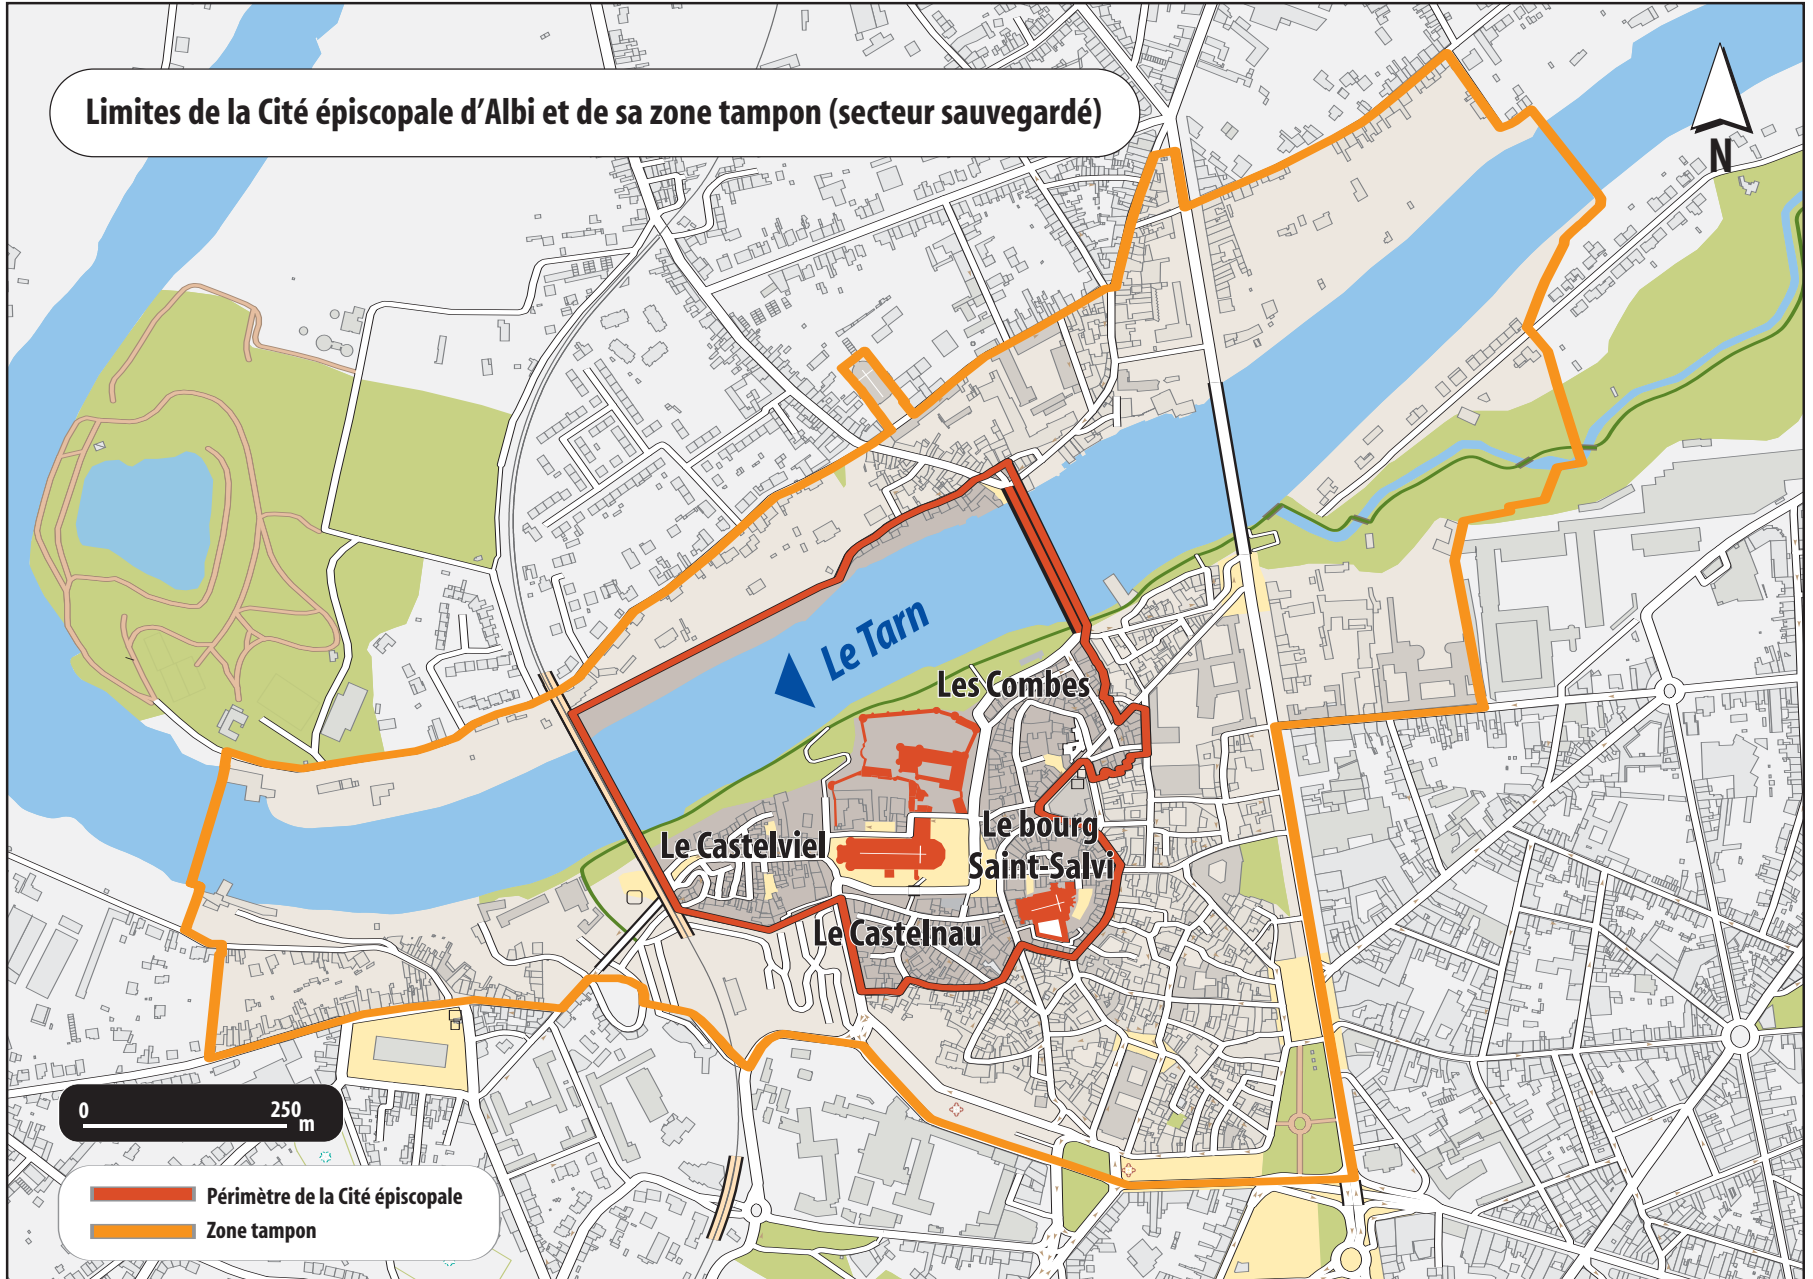 Limites de la Cité épiscopale d'Albi et de sa zone tampon (secteur sauvegardé)
N
Le Tarn
Les Combes
Le Castelviel
Le bourg
Saint-Salvi
Le Castelnau
0 250
m
Périmètre de la Cité épiscopale
Zone tampon